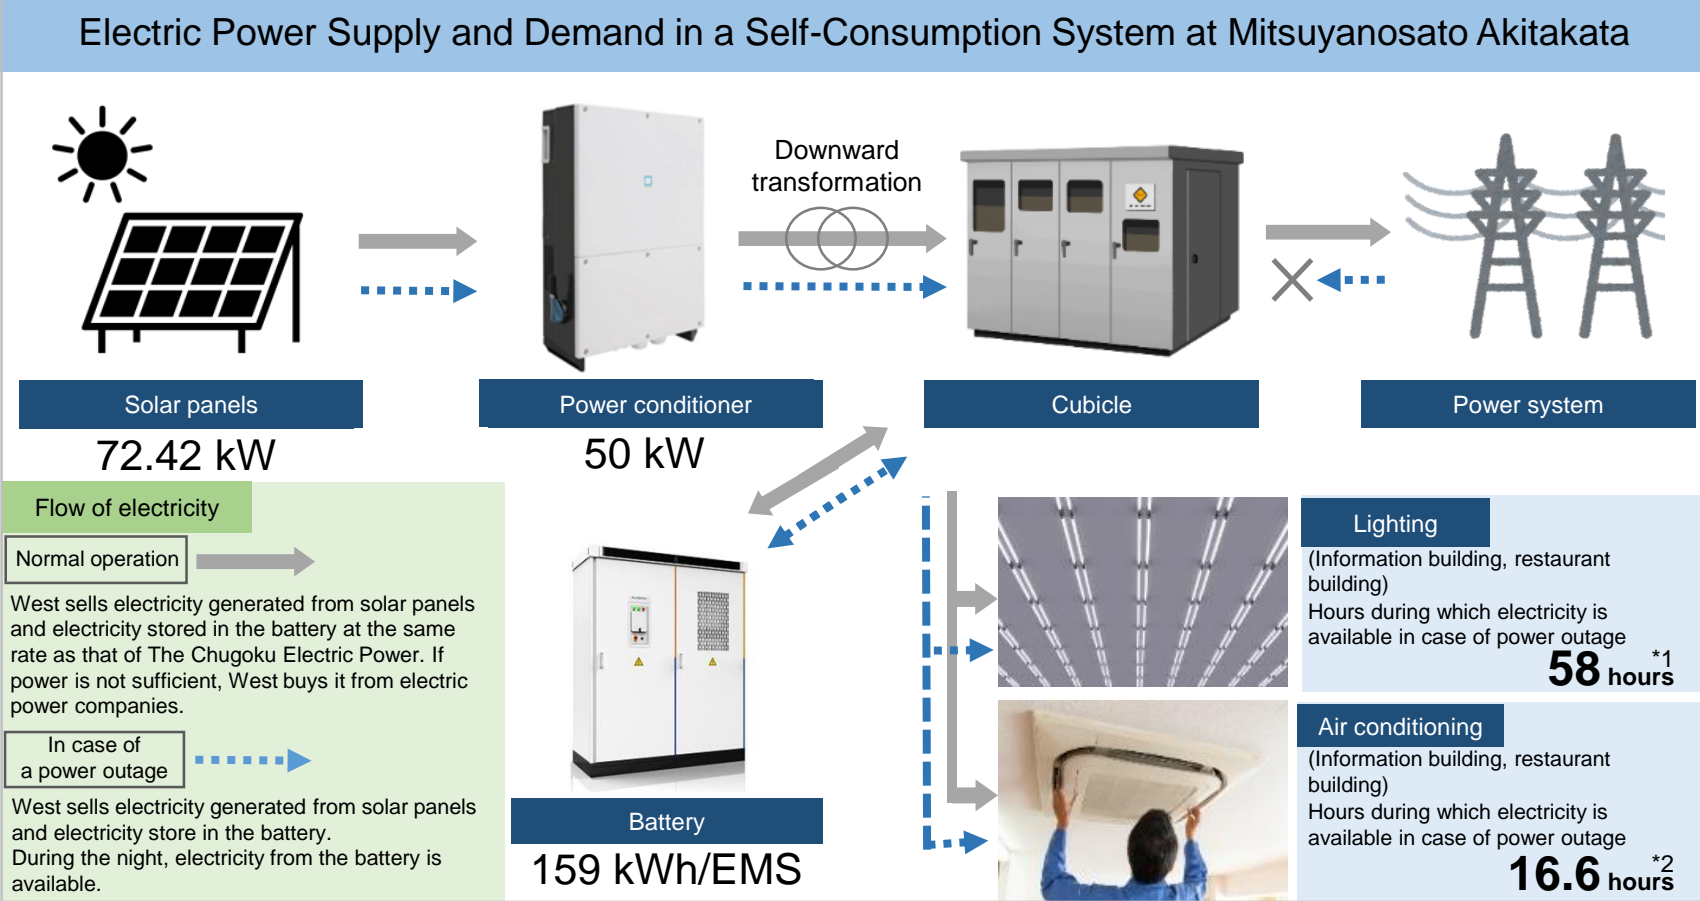 Electric Power Supply and Demand in a Self-Consumption System at Mitsuyanosato Akitakata
Downward
transformation
Solar panels
72.42 kW
Power conditioner
50 kW
Cubicle
Power system
Flow of electricity
Normal operation
West sells electricity generated from solar panels
and electricity stored in the battery at the same
rate as that of The Chugoku Electric Power. If
power is not sufficient, West buys it from electric
power companies.
In case of
a power outage
West sells electricity generated from solar panels
and electricity store in the battery.
During the night, electricity from the battery is
available.
Battery
159 kWh/EMS
Lighting
(Information building, restaurant
building)
Hours during which electricity is
available in case of power outage
58 hours *1
Air conditioning
(Information building, restaurant
building)
Hours during which electricity is
available in case of power outage
16.6 hours *2